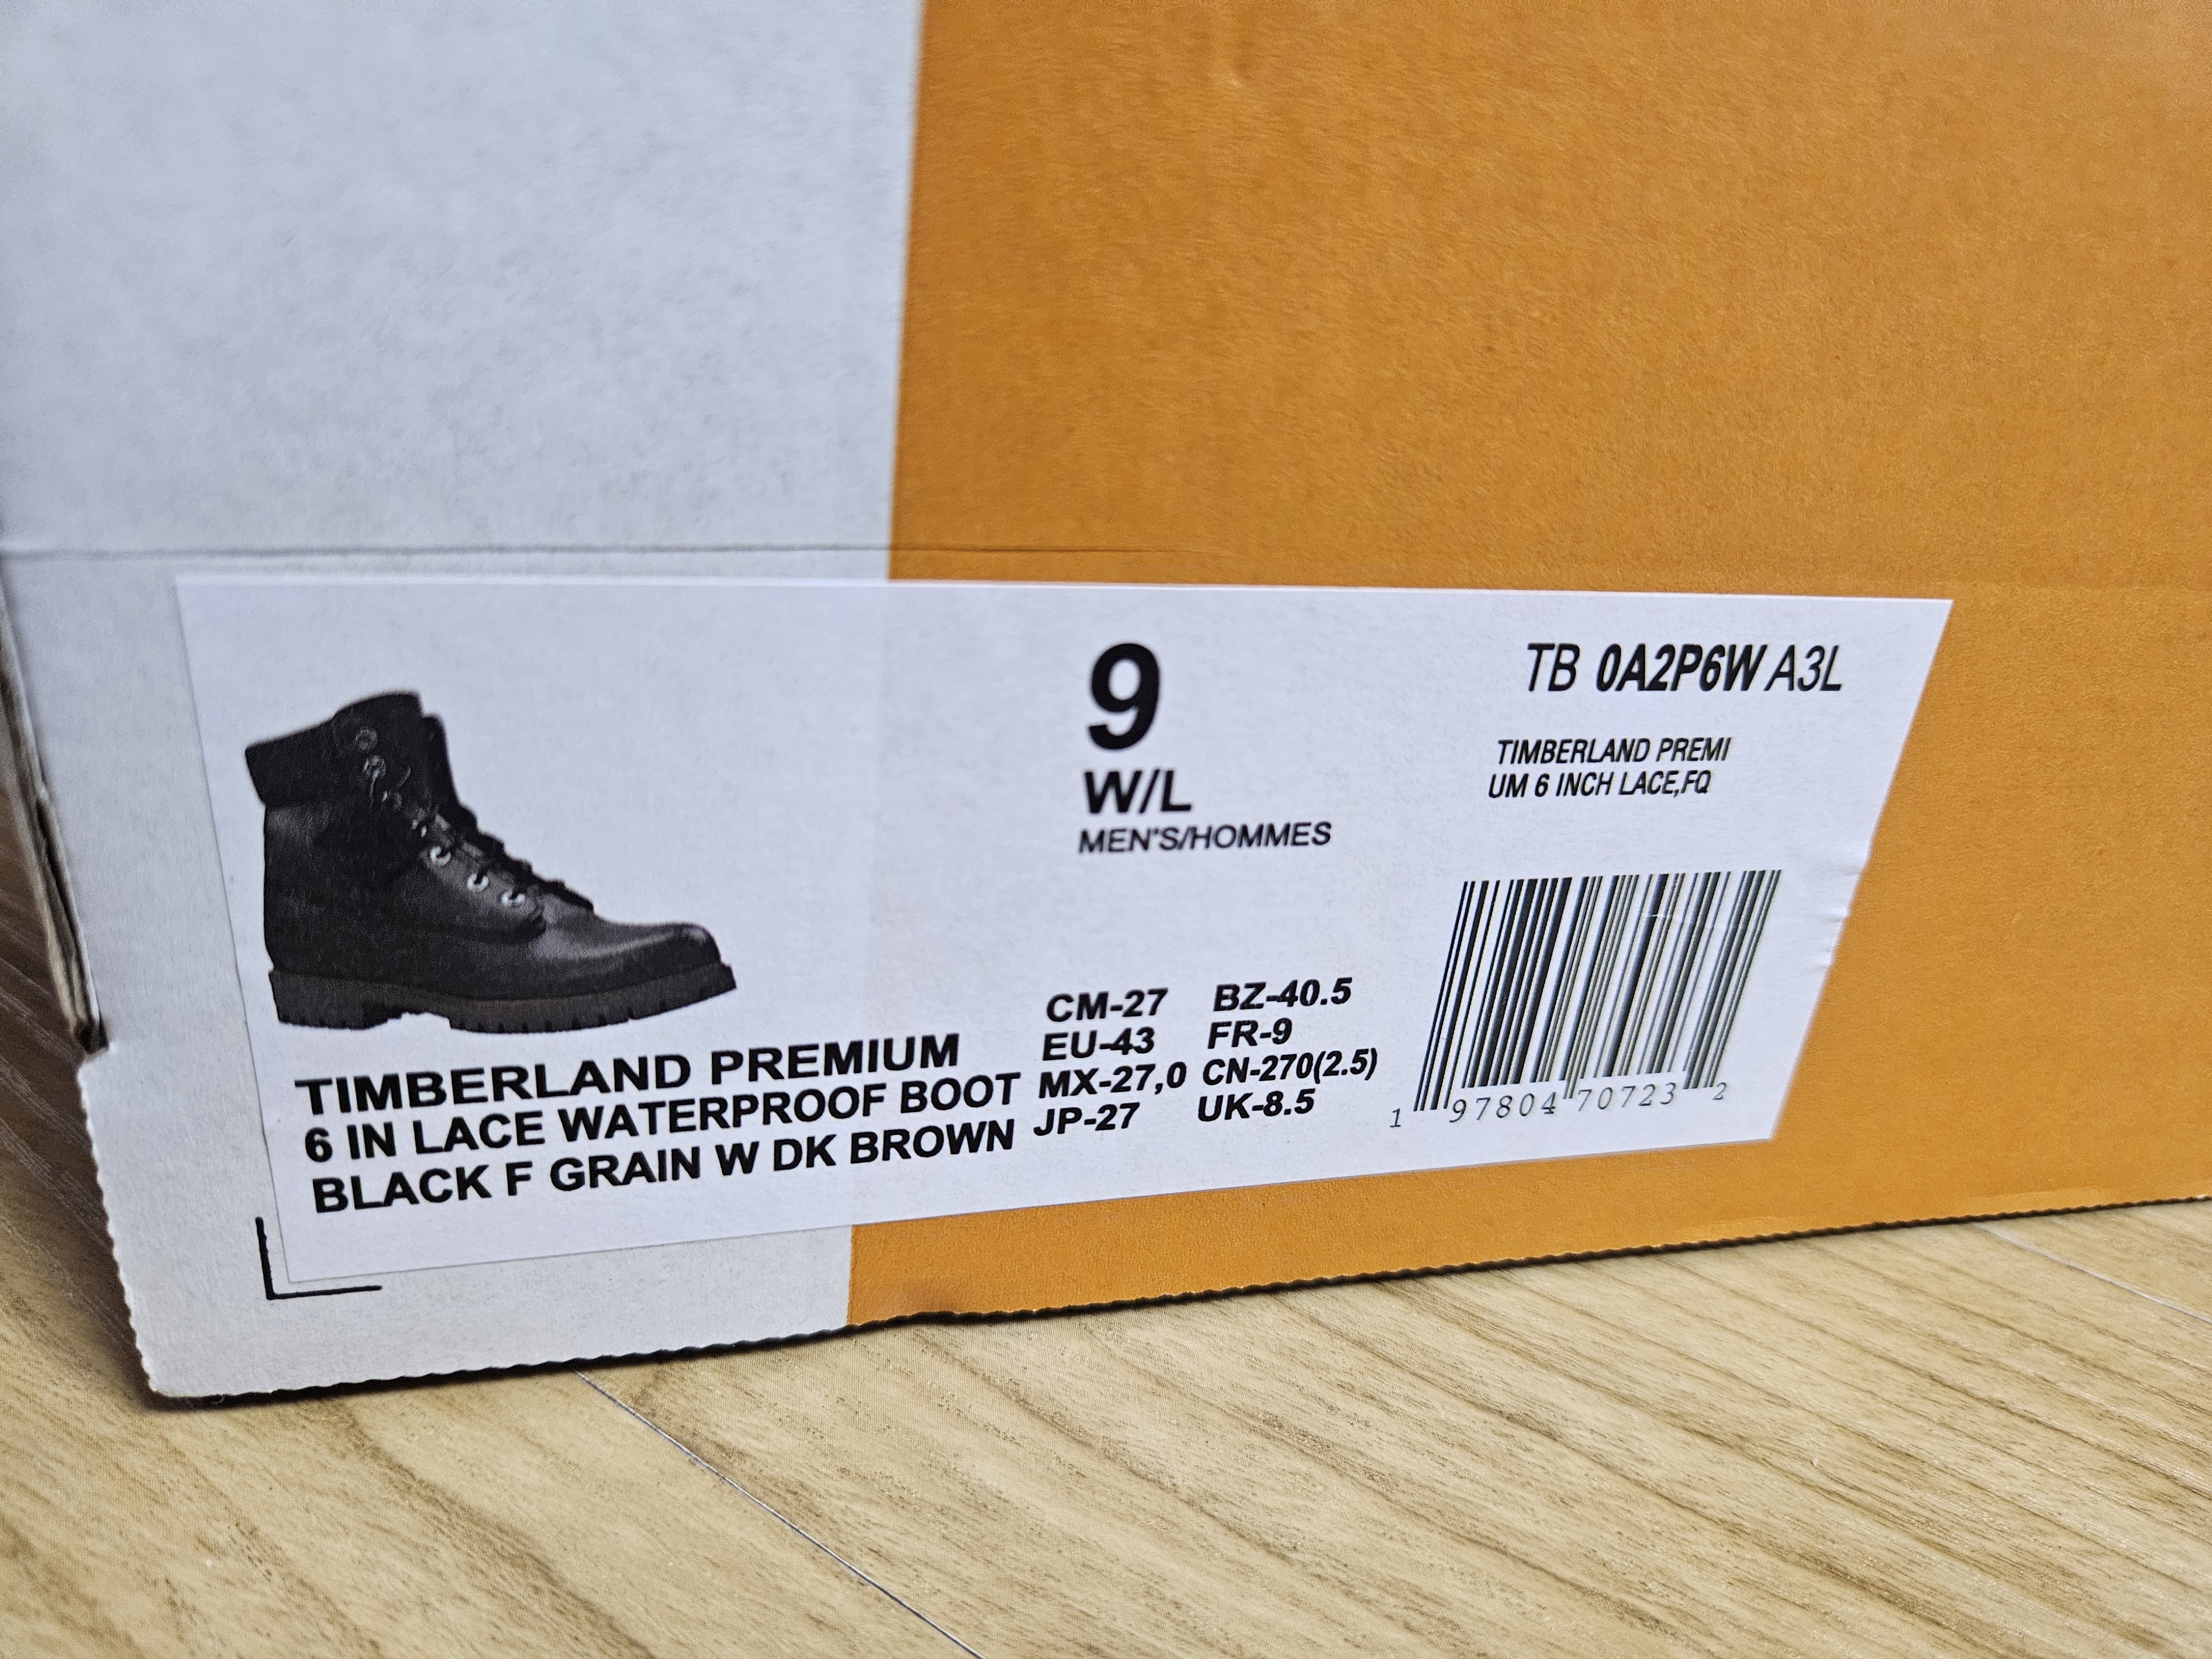 9
W/L
MEN'S/HOMMES
TB 0A2P6W A3L
TIMBERLAND PREMI
UM 6 INCH LACE,FQ
TIMBERLAND PREMIUM
6 IN LACE WATERPROOF BOOT
BLACK F GRAIN W DK BROWN
CM-27 BZ-40.5
EU-43 FR-9
MX-27,0 CN-270(2.5)
JP-27 UK-8.5
1 97804 70723 2